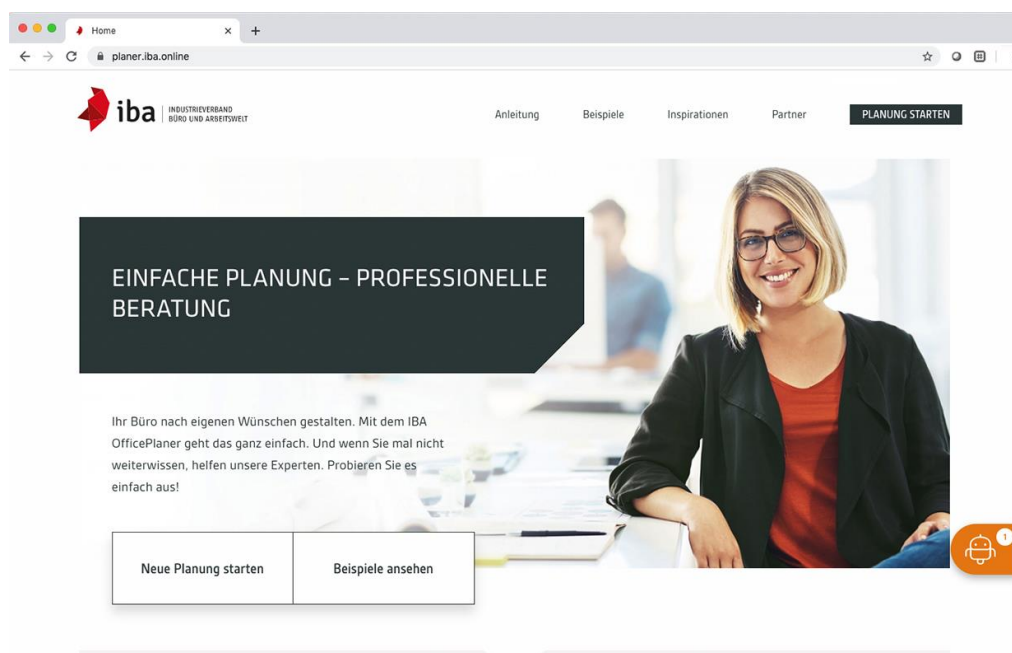 Home
planer.iba.online
iba
INDUSTRIEVERBAND
BÜRO UND ARBEITSWELT
Anleitung
Beispiele
Inspirationen
Partner
PLANUNG STARTEN
EINFACHE PLANUNG – PROFESSIONELLE
BERATUNG
Ihr Büro nach eigenen Wünschen gestalten. Mit dem IBA
OfficePlaner geht das ganz einfach. Und wenn Sie mal nicht
weiterwissen, helfen unsere Experten. Probieren Sie es
einfach aus!
Neue Planung starten
Beispiele ansehen
1